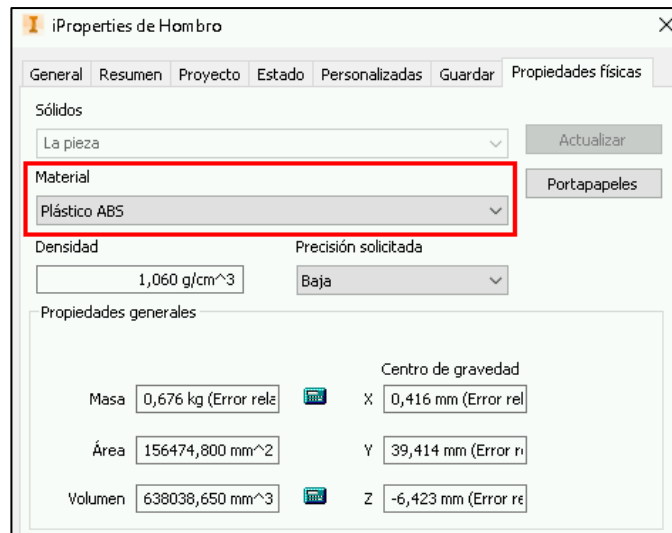 iProperties de Hombro
General Resumen Proyecto Estado Personalizadas Guardar Propiedades físicas
Sólidos
La pieza
Actualizar
Material
Portapapeles
Plástico ABS
Densidad Precisión solicitada
1,060 g/cm^3 Baja
Propiedades generales
Centro de gravedad
Masa 0,676 kg (Error rela X 0,416 mm (Error rel
Área 156474,800 mm^2 Y 39,414 mm (Error r
Volumen 638038,650 mm^3 Z -6,423 mm (Error re